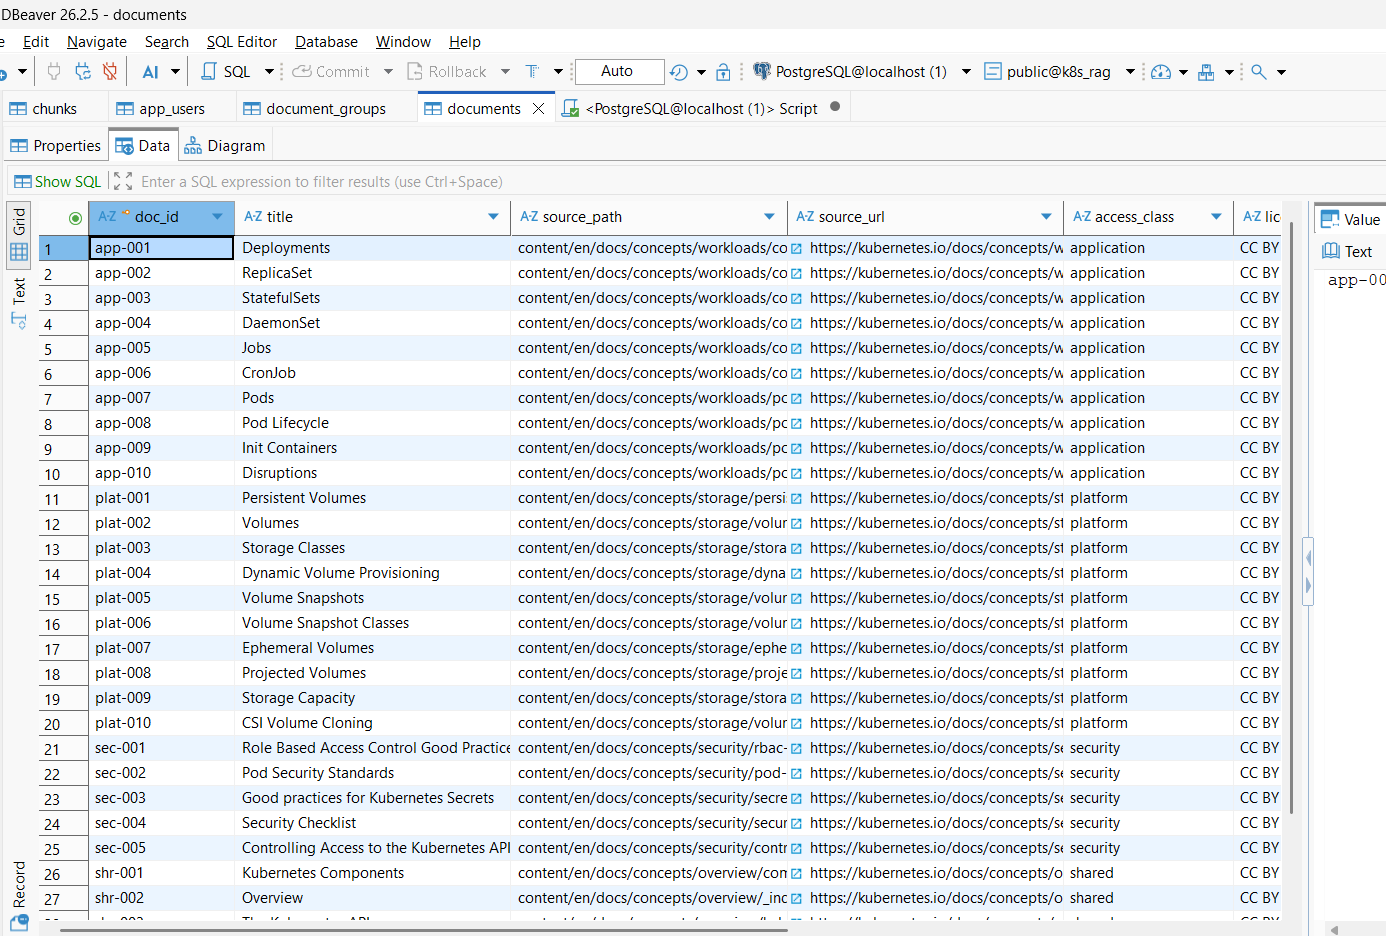 DBeaver 26.2.5 - documents
e Edit Navigate Search SQL Editor Database Window Help
AI SQL Commit Rollback T Auto PostgreSQL@localhost (1) public@k8s_rag
chunks app_users document_groups documents <PostgreSQL@localhost (1)> Script
Properties Data Diagram
Show SQL Enter a SQL expression to filter results (use Ctrl+Space)
Grid
Text
Record
A-Z doc_id A-Z title A-Z source_path A-Z source_url A-Z access_class A-Z lic
Value
Text
app-00
1 app-001 Deployments content/en/docs/concepts/workloads/co https://kubernetes.io/docs/concepts/w application CC BY
2 app-002 ReplicaSet content/en/docs/concepts/workloads/co https://kubernetes.io/docs/concepts/w application CC BY
3 app-003 StatefulSets content/en/docs/concepts/workloads/co https://kubernetes.io/docs/concepts/w application CC BY
4 app-004 DaemonSet content/en/docs/concepts/workloads/co https://kubernetes.io/docs/concepts/w application CC BY
5 app-005 Jobs content/en/docs/concepts/workloads/co https://kubernetes.io/docs/concepts/w application CC BY
6 app-006 CronJob content/en/docs/concepts/workloads/co https://kubernetes.io/docs/concepts/w application CC BY
7 app-007 Pods content/en/docs/concepts/workloads/pc https://kubernetes.io/docs/concepts/w application CC BY
8 app-008 Pod Lifecycle content/en/docs/concepts/workloads/pc https://kubernetes.io/docs/concepts/w application CC BY
9 app-009 Init Containers content/en/docs/concepts/workloads/pc https://kubernetes.io/docs/concepts/w application CC BY
10 app-010 Disruptions content/en/docs/concepts/workloads/pc https://kubernetes.io/docs/concepts/w application CC BY
11 plat-001 Persistent Volumes content/en/docs/concepts/storage/persi https://kubernetes.io/docs/concepts/st platform CC BY
12 plat-002 Volumes content/en/docs/concepts/storage/volur https://kubernetes.io/docs/concepts/st platform CC BY
13 plat-003 Storage Classes content/en/docs/concepts/storage/stora https://kubernetes.io/docs/concepts/st platform CC BY
14 plat-004 Dynamic Volume Provisioning content/en/docs/concepts/storage/dyna https://kubernetes.io/docs/concepts/st platform CC BY
15 plat-005 Volume Snapshots content/en/docs/concepts/storage/volur https://kubernetes.io/docs/concepts/st platform CC BY
16 plat-006 Volume Snapshot Classes content/en/docs/concepts/storage/volur https://kubernetes.io/docs/concepts/st platform CC BY
17 plat-007 Ephemeral Volumes content/en/docs/concepts/storage/ephe https://kubernetes.io/docs/concepts/st platform CC BY
18 plat-008 Projected Volumes content/en/docs/concepts/storage/proje https://kubernetes.io/docs/concepts/st platform CC BY
19 plat-009 Storage Capacity content/en/docs/concepts/storage/stora https://kubernetes.io/docs/concepts/st platform CC BY
20 plat-010 CSI Volume Cloning content/en/docs/concepts/storage/volur https://kubernetes.io/docs/concepts/st platform CC BY
21 sec-001 Role Based Access Control Good Practice content/en/docs/concepts/security/rbac- https://kubernetes.io/docs/concepts/se security CC BY
22 sec-002 Pod Security Standards content/en/docs/concepts/security/pod- https://kubernetes.io/docs/concepts/se security CC BY
23 sec-003 Good practices for Kubernetes Secrets content/en/docs/concepts/security/secre https://kubernetes.io/docs/concepts/se security CC BY
24 sec-004 Security Checklist content/en/docs/concepts/security/secur https://kubernetes.io/docs/concepts/se security CC BY
25 sec-005 Controlling Access to the Kubernetes API content/en/docs/concepts/security/contr https://kubernetes.io/docs/concepts/se security CC BY
26 shr-001 Kubernetes Components content/en/docs/concepts/overview/com https://kubernetes.io/docs/concepts/o shared CC BY
27 shr-002 Overview content/en/docs/concepts/overview/_inc https://kubernetes.io/docs/concepts/o shared CC BY